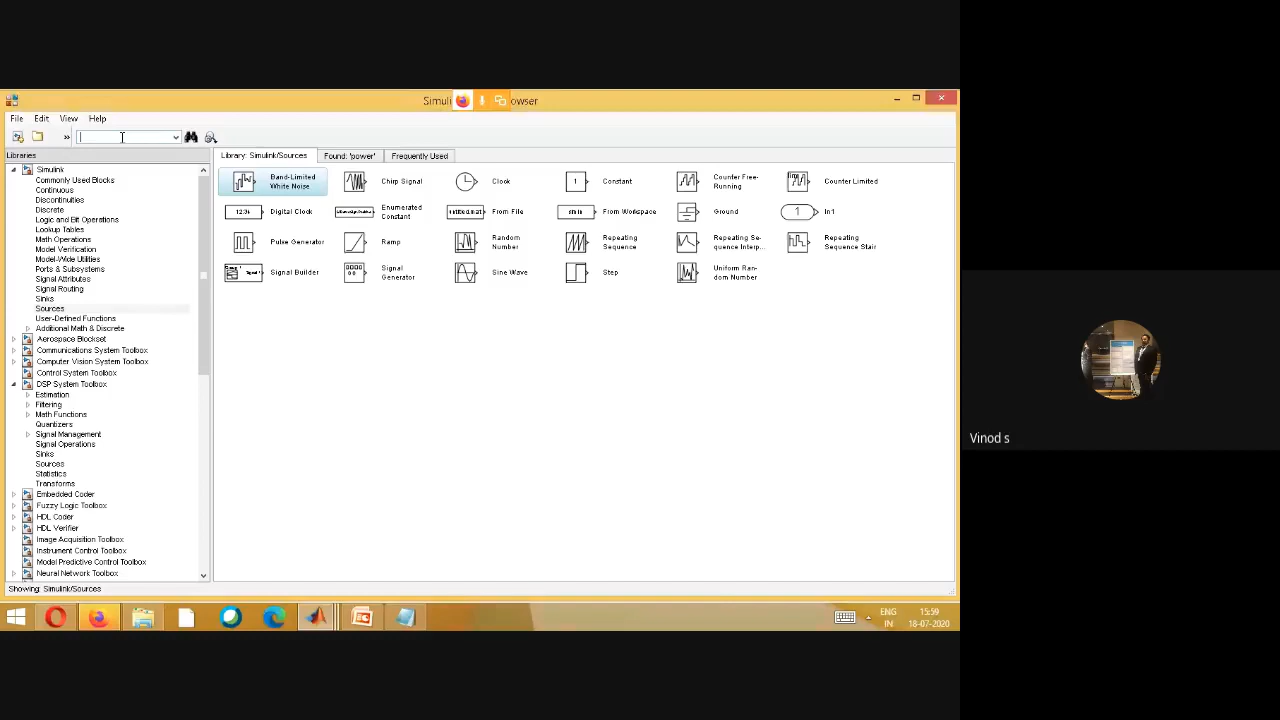 Simuli
owser
File Edit View Help
»
Libraries
Library: Simulink/Sources Found: 'power' Frequently Used
Simulink
Commonly Used Blocks
Continuous
Discontinuities
Discrete
Logic and Bit Operations
Lookup Tables
Math Operations
Model Verification
Model-Wide Utilities
Ports & Subsystems
Signal Attributes
Signal Routing
Sinks
Sources
User-Defined Functions
Additional Math & Discrete
Aerospace Blockset
Communications System Toolbox
Computer Vision System Toolbox
Control System Toolbox
DSP System Toolbox
Estimation
Filtering
Math Functions
Quantizers
Signal Management
Signal Operations
Sinks
Sources
Statistics
Transforms
Embedded Coder
Fuzzy Logic Toolbox
HDL Coder
HDL Verifier
Image Acquisition Toolbox
Instrument Control Toolbox
Model Predictive Control Toolbox
Neural Network Toolbox
Band-Limited
White Noise
Chirp Signal
Clock
1 Constant
Counter Free-
Running
Counter Limited
12:34 Digital Clock
Enumerated
Constant
untitled.mat From File
simin From Workspace
Ground
1 In1
Pulse Generator
Ramp
Random
Number
Repeating
Sequence
Repeating Se-
quence Interp...
Repeating
Sequence Stair
Signal Builder
Signal
Generator
Sine Wave
Step
Uniform Ran-
dom Number
Showing: Simulink/Sources
ENG
IN
15:59
18-07-2020
Vinod s